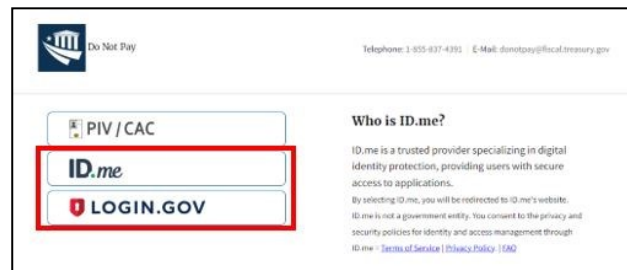 Do Not Pay
Telephone: 1-855-837-4391 | E-Mail: donotpay@fiscal.treasury.gov
PIV / CAC
ID.me
LOGIN.GOV
Who is ID.me?
ID.me is a trusted provider specializing in digital
identity protection, providing users with secure
access to applications.
By selecting ID.me, you will be redirected to ID.me's website.
ID.me is not a government entity. You consent to the privacy and
security policies for identity and access management through
ID.me - Terms of Service | Privacy Policy. | FAQ